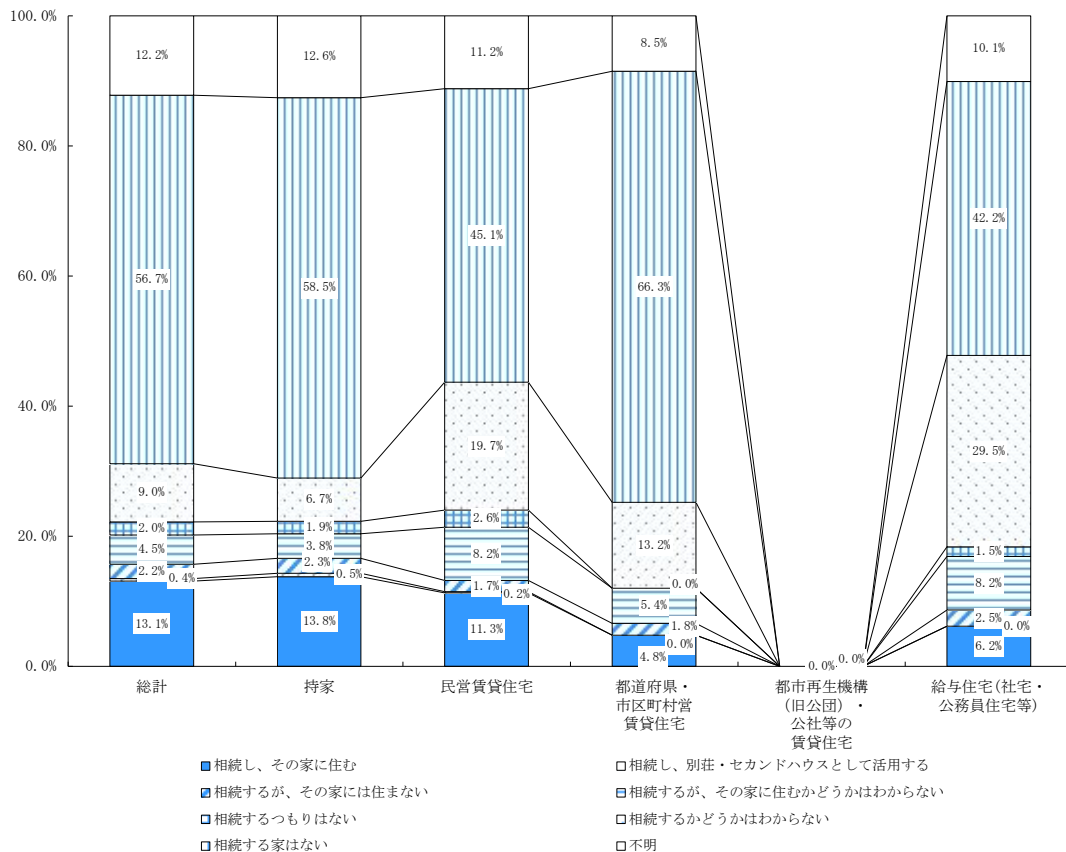 100.0%
80.0%
60.0%
40.0%
20.0%
0.0%
12.2%
56.7%
9.0%
2.0%
4.5%
2.2%
0.4%
13.1%
12.6%
58.5%
6.7%
1.9%
3.8%
2.3%
0.5%
13.8%
11.2%
45.1%
19.7%
2.6%
8.2%
1.7%
0.2%
11.3%
8.5%
66.3%
13.2%
0.0%
5.4%
1.8%
0.0%
4.8%
0.0%
0.0%
10.1%
42.2%
29.5%
1.5%
8.2%
2.5%
0.0%
6.2%
総計
持家
民営賃貸住宅
都道府県・
市区町村営
賃貸住宅
都市再生機構
(旧公団)・
公社等の
賃貸住宅
給与住宅(社宅・
公務員住宅等)
相続し、その家に住む
相続し、別荘・セカンドハウスとして活用する
相続するが、その家には住まない
相続するが、その家に住むかどうかはわからない
相続するつもりはない
相続するかどうかはわからない
相続する家はない
不明